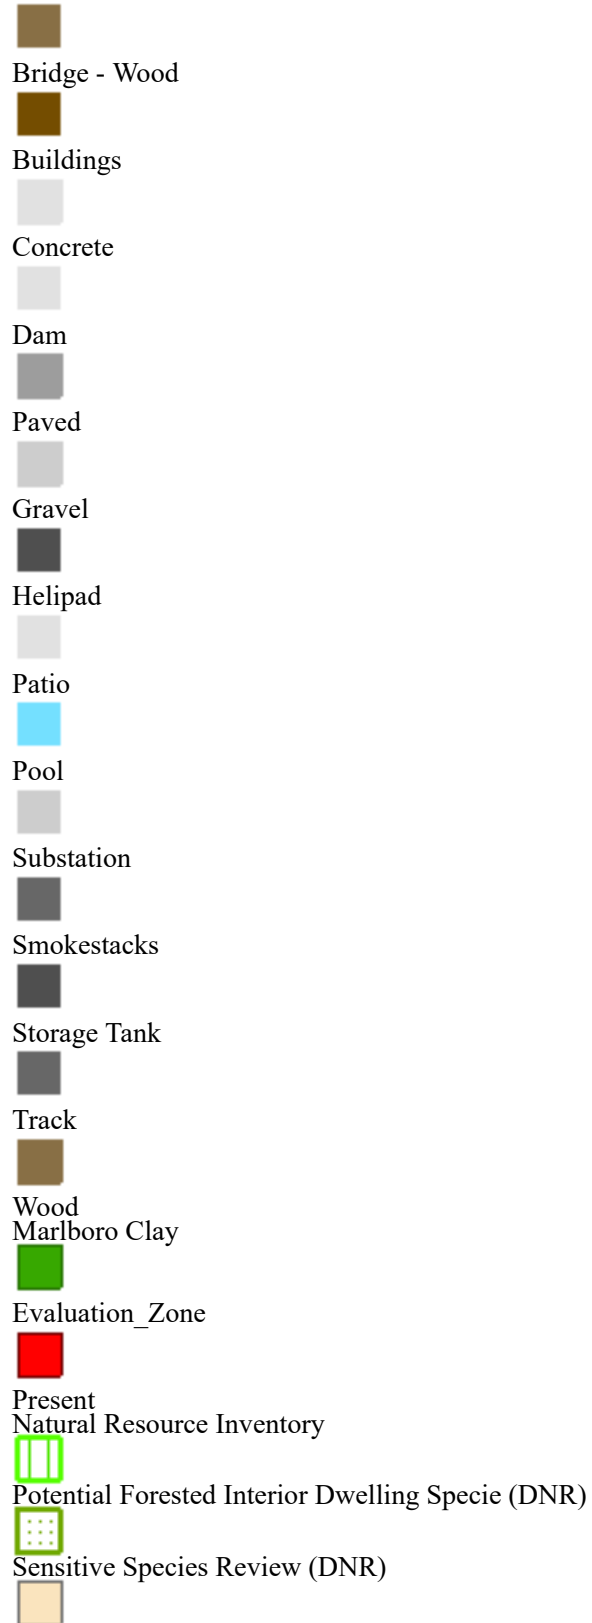 Bridge - Wood
Buildings
Concrete
Dam
Paved
Gravel
Helipad
Patio
Pool
Substation
Smokestacks
Storage Tank
Track
Wood
Marlboro Clay
Evaluation_Zone
Present
Natural Resource Inventory
Potential Forested Interior Dwelling Specie (DNR)
Sensitive Species Review (DNR)